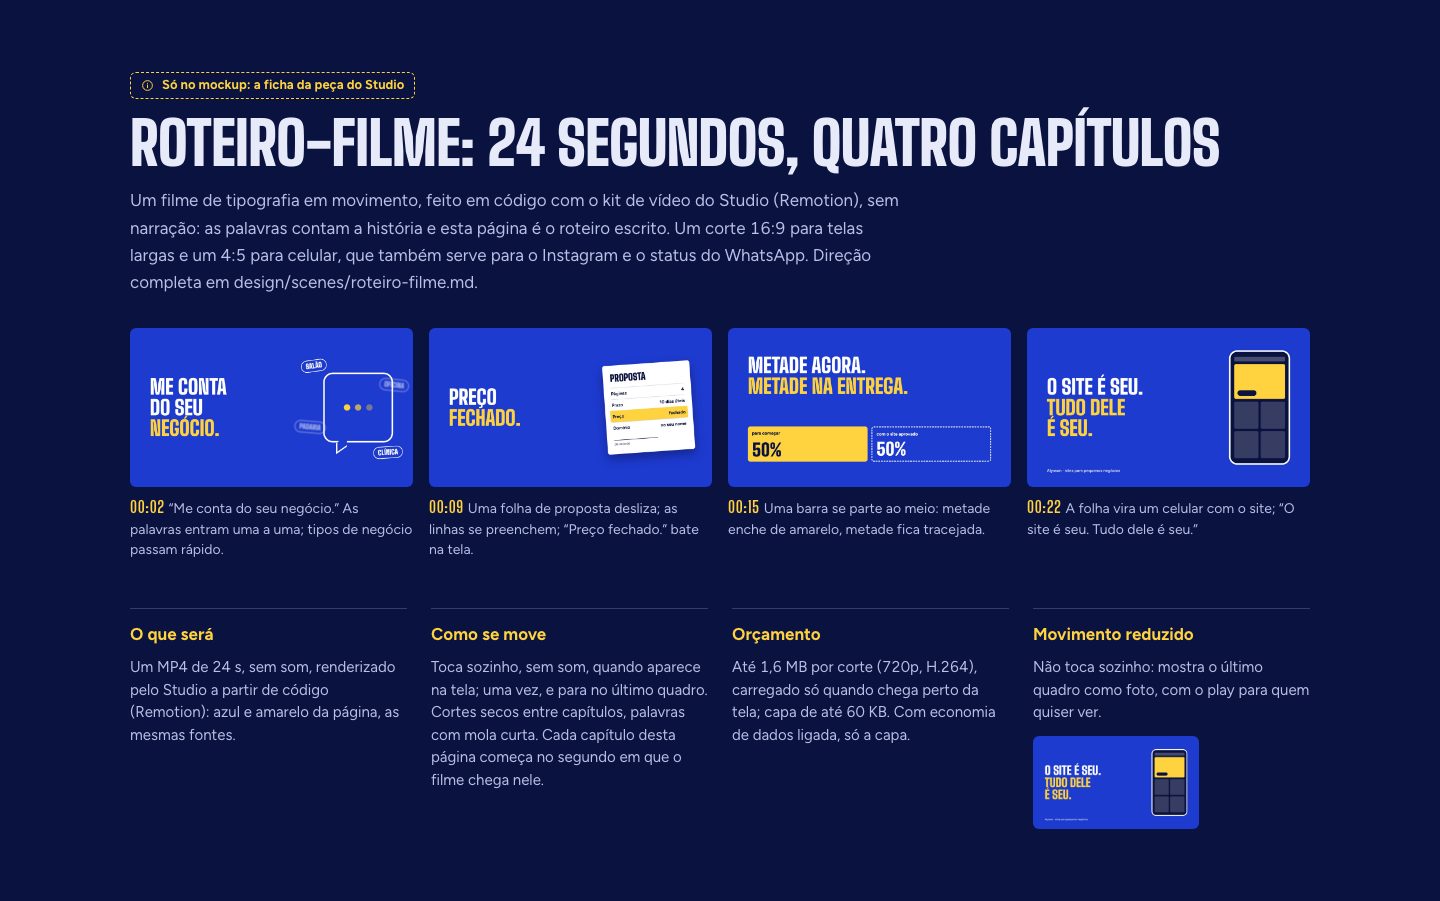 Só no mockup: a ficha da peça do Studio
ROTEIRO-FILME: 24 SEGUNDOS, QUATRO CAPÍTULOS
Um filme de tipografia em movimento, feito em código com o kit de vídeo do Studio (Remotion), sem
narração: as palavras contam a história e esta página é o roteiro escrito. Um corte 16:9 para telas
largas e um 4:5 para celular, que também serve para o Instagram e o status do WhatsApp. Direção
completa em design/scenes/roteiro-filme.md.
ME CONTA
DO SEU
NEGÓCIO.
SALÃO
OFICINA
PADARIA
CLÍNICA
PREÇO
FECHADO.
PROPOSTA
Páginas 4
Prazo 10 dias úteis
Preço Fechado
Domínio no seu nome
METADE AGORA.
METADE NA ENTREGA.
para começar
50%
com o site aprovado
50%
O SITE É SEU.
TUDO DELE
É SEU.
00:02 “Me conta do seu negócio.” As
palavras entram uma a uma; tipos de negócio
passam rápido.
00:09 Uma folha de proposta desliza; as
linhas se preenchem; “Preço fechado.” bate
na tela.
00:15 Uma barra se parte ao meio: metade
enche de amarelo, metade fica tracejada.
00:22 A folha vira um celular com o site; “O
site é seu. Tudo dele é seu.”
O que será
Um MP4 de 24 s, sem som, renderizado
pelo Studio a partir de código
(Remotion): azul e amarelo da página, as
mesmas fontes.
Como se move
Toca sozinho, sem som, quando aparece
na tela; uma vez, e para no último quadro.
Cortes secos entre capítulos, palavras
com mola curta. Cada capítulo desta
página começa no segundo em que o
filme chega nele.
Orçamento
Até 1,6 MB por corte (720p, H.264),
carregado só quando chega perto da
tela; capa de até 60 KB. Com economia
de dados ligada, só a capa.
Movimento reduzido
Não toca sozinho: mostra o último
quadro como foto, com o play para quem
quiser ver.
O SITE É SEU.
TUDO DELE
É SEU.